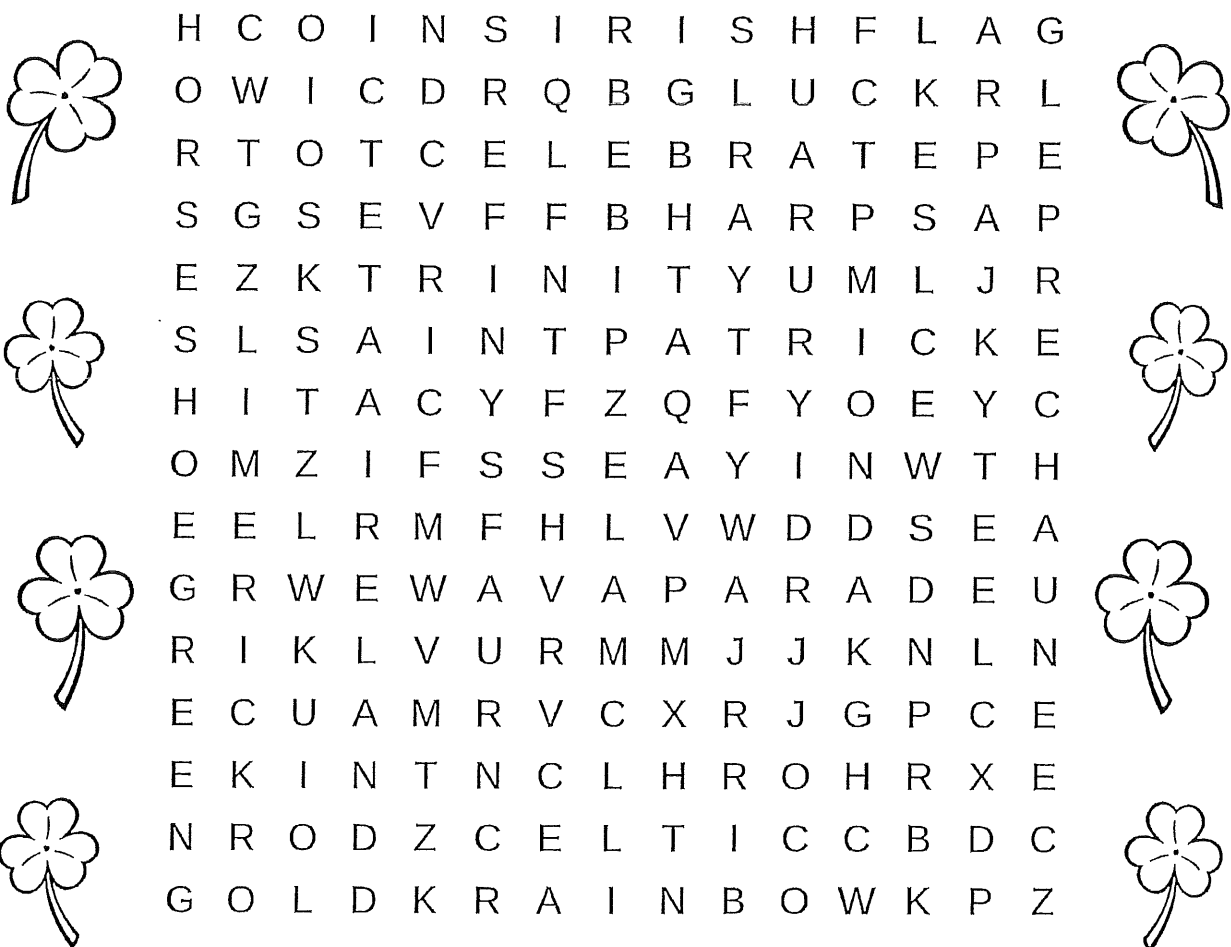 H C O I N S I R I S H F L A G
O W I C D R Q B G L U C K R L
R T O T C E L E B R A T E P E
S G S E V F F B H A R P S A P
E Z K T R I N I T Y U M L J R
S L S A I N T P A T R I C K E
H I T A C Y F Z Q F Y O E Y C
O M Z I F S S E A Y I N W T H
E E L R M F H L V W D D S E A
G R W E W A V A P A R A D E U
R I K L V U R M M J J K N L N
E C U A M R V C X R J G P C E
E K I N T N C L H R O H R X E
N R O D Z C E L T I C C B D C
G O L D K R A I N B O W K P Z